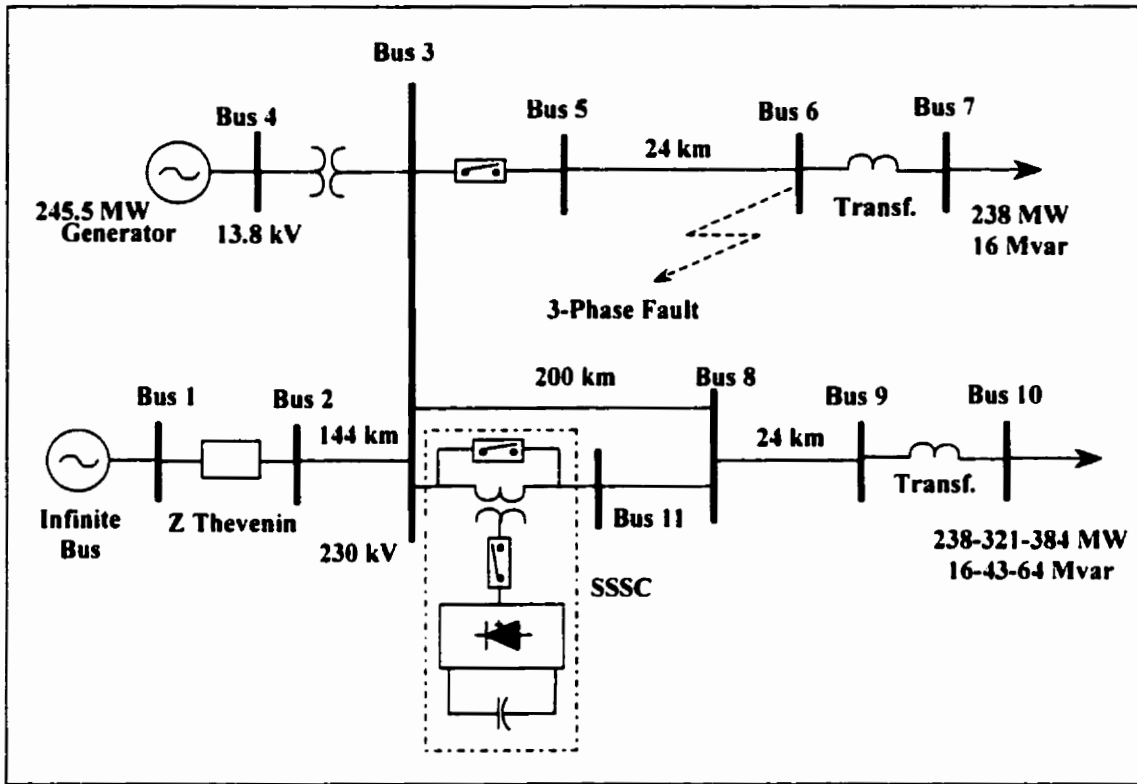 Bus 3
Bus 4
Bus 5
Bus 6
Bus 7
24 km
245.5 MW
Generator
13.8 kV
Transf.
238 MW
16 Mvar
3-Phase Fault
200 km
Bus 8
Bus 1
Bus 2
144 km
Bus 9
Bus 10
24 km
Infinite
Bus
Z Thevenin
230 kV
Bus 11
Transf.
SSSC
238-321-384 MW
16-43-64 Mvar